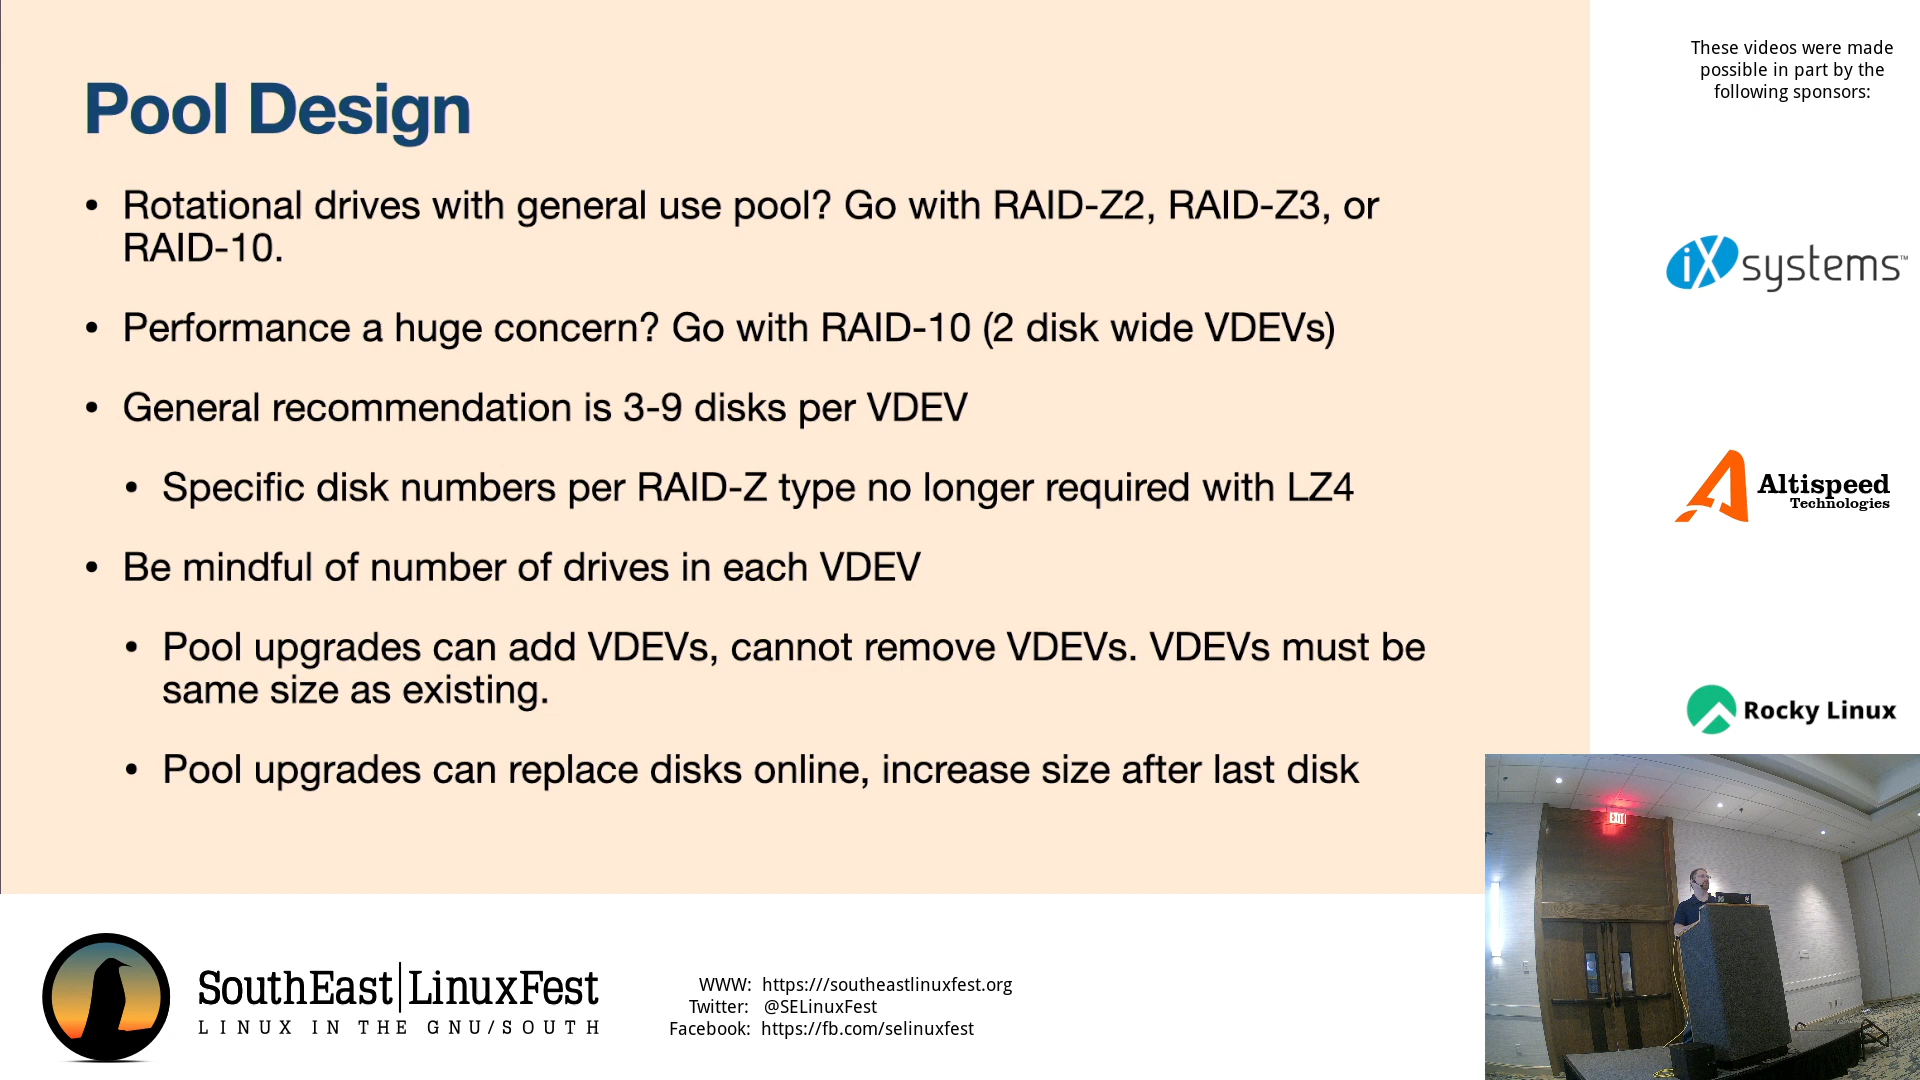 Pool Design
• Rotational drives with general use pool? Go with RAID-Z2, RAID-Z3, or
RAID-10.
• Performance a huge concern? Go with RAID-10 (2 disk wide VDEVs)
• General recommendation is 3-9 disks per VDEV
• Specific disk numbers per RAID-Z type no longer required with LZ4
• Be mindful of number of drives in each VDEV
• Pool upgrades can add VDEVs, cannot remove VDEVs. VDEVs must be
same size as existing.
• Pool upgrades can replace disks online, increase size after last disk
These videos were made
possible in part by the
following sponsors:
iXsystems™
Altispeed
Technologies
Rocky Linux
EXIT
SouthEast|LinuxFest
LINUX IN THE GNU/SOUTH
WWW: https:///southeastlinuxfest.org
Twitter: @SELinuxFest
Facebook: https://fb.com/selinuxfest